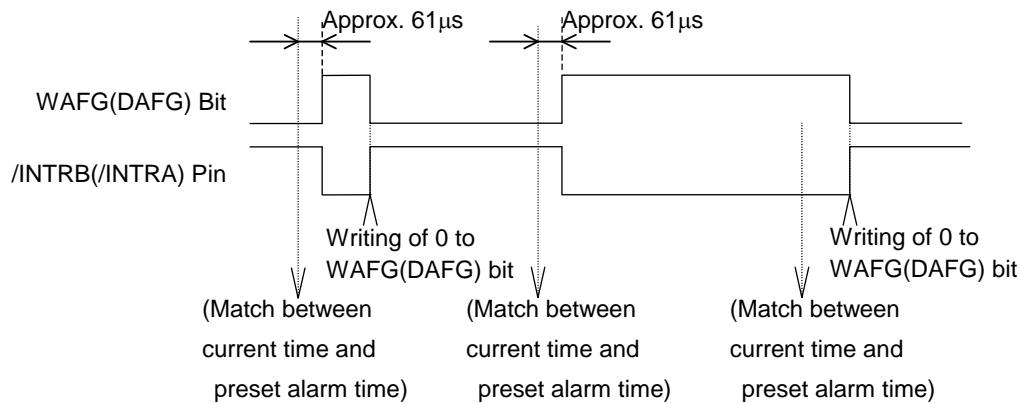 Approx. 61μs
Approx. 61μs
WAFG(DAFG) Bit
/INTRB(/INTRA) Pin
Writing of 0 to
WAFG(DAFG) bit
Writing of 0 to
WAFG(DAFG) bit
(Match between
current time and
preset alarm time)
(Match between
current time and
preset alarm time)
(Match between
current time and
preset alarm time)